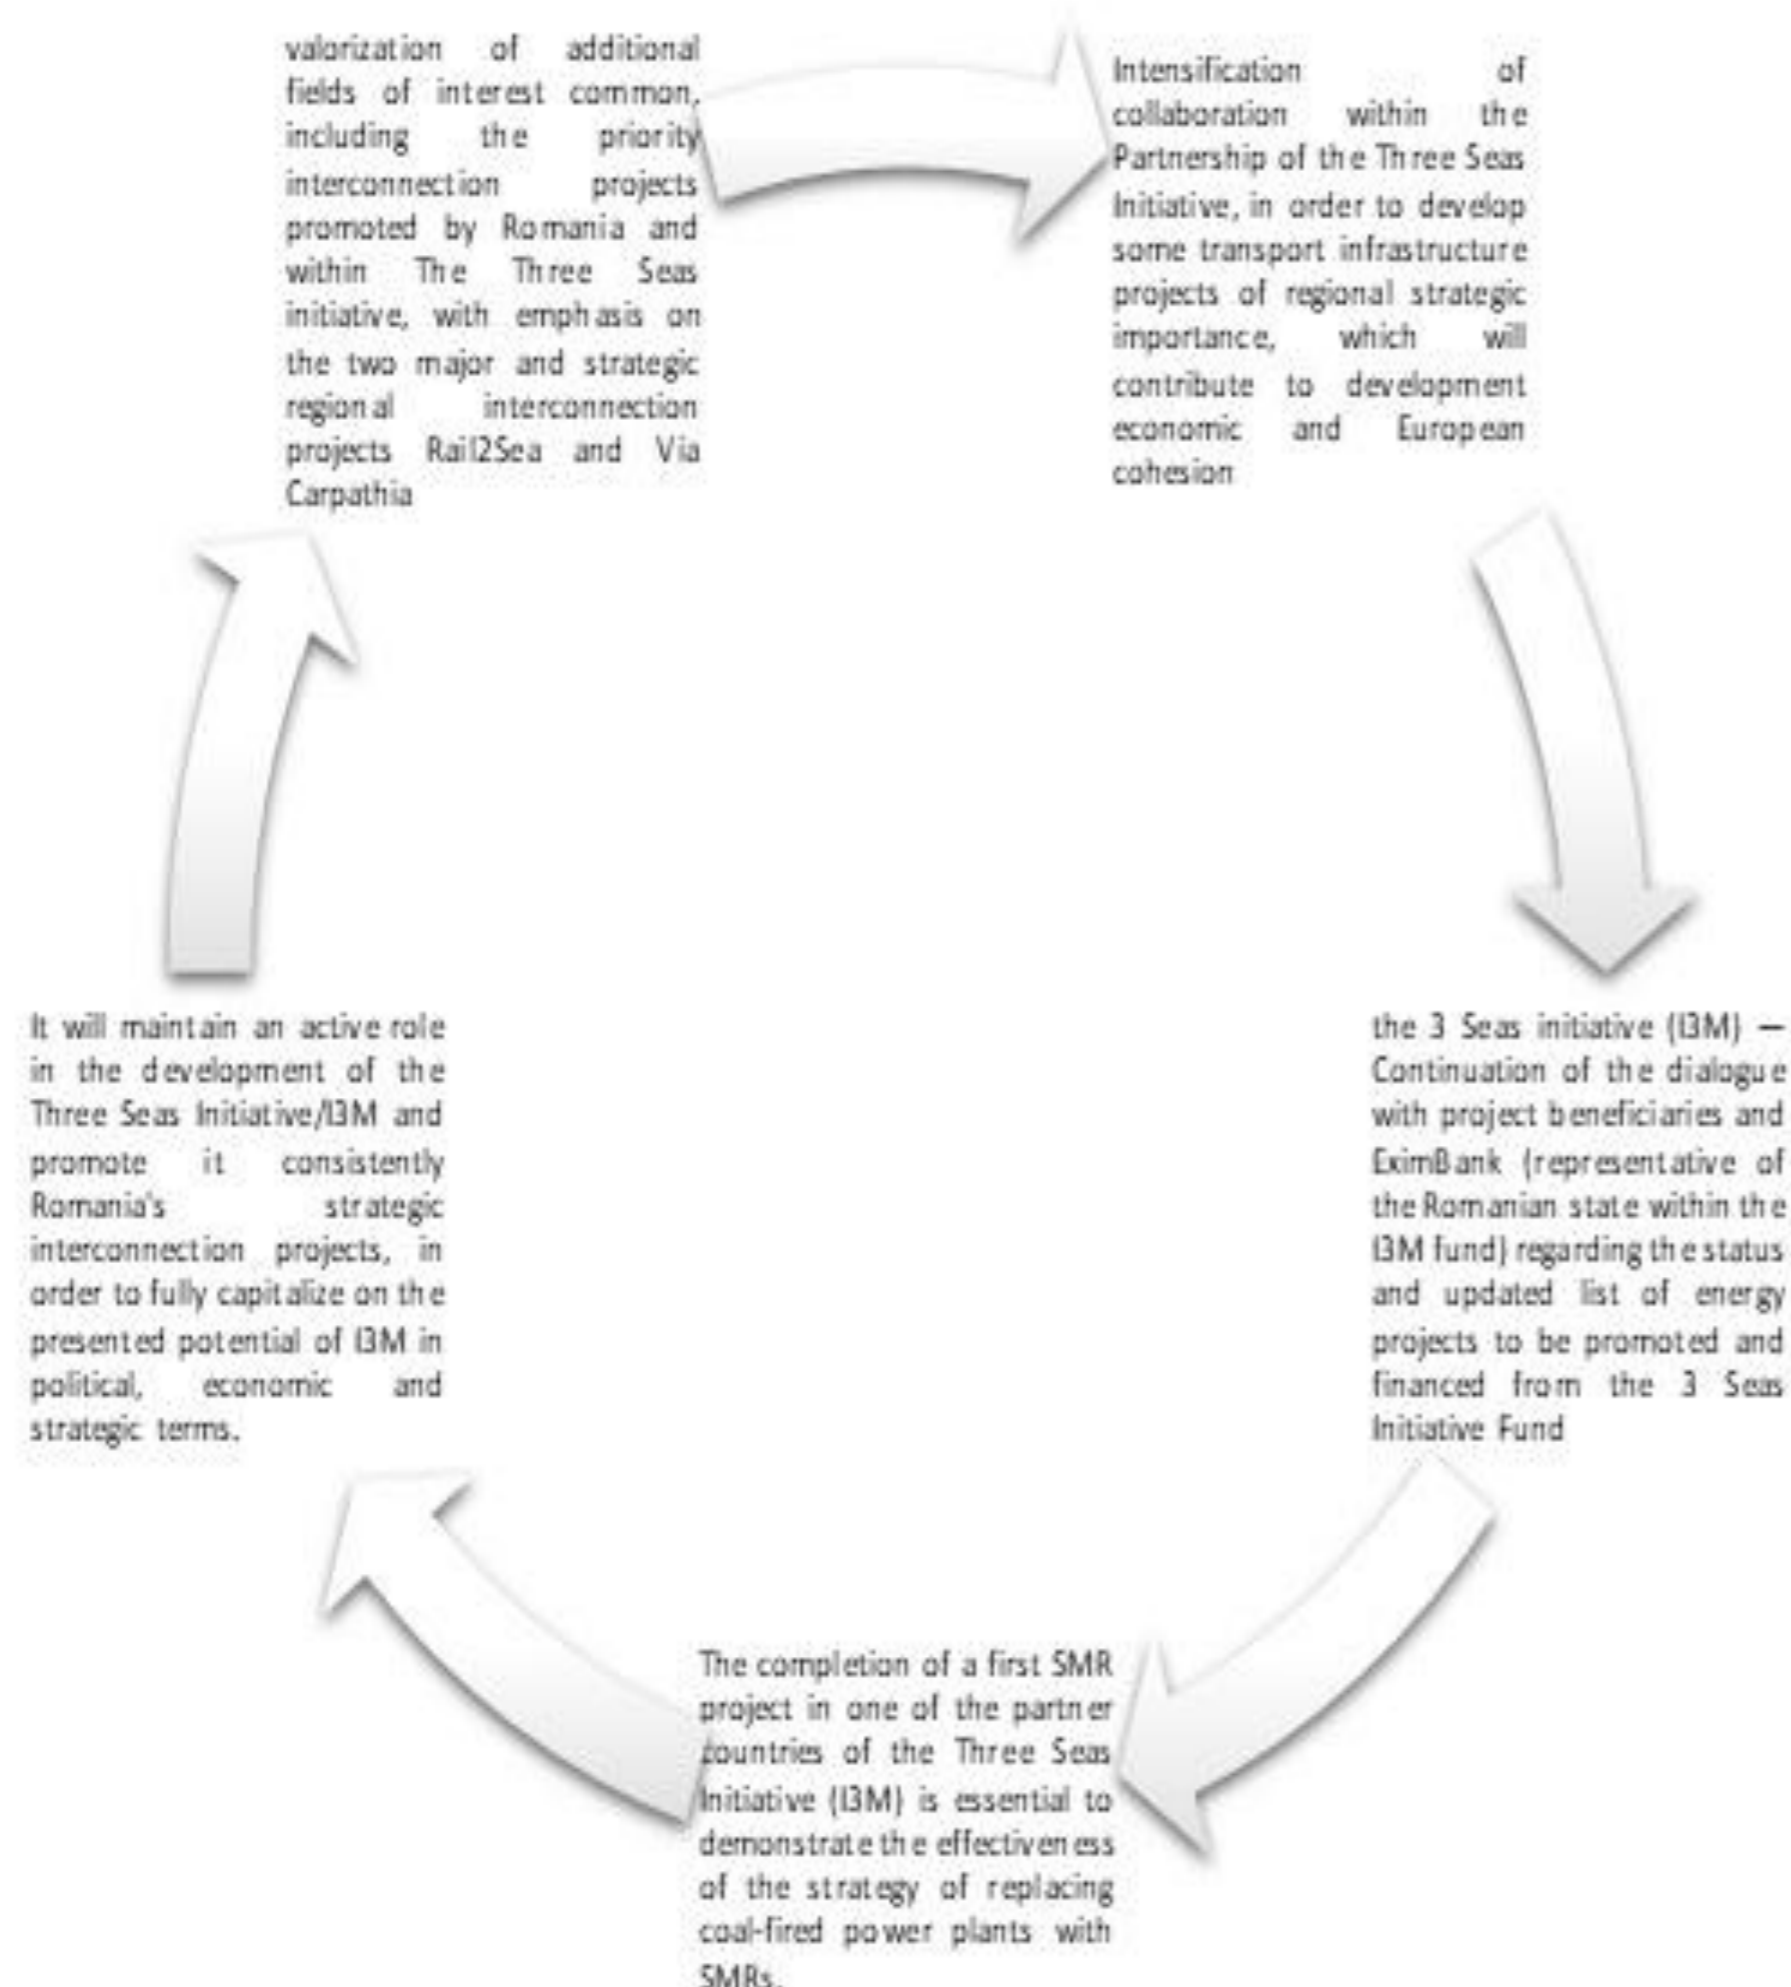 valorization of additional
fields of interest common,
including the priority
interconnection projects
promoted by Romania and
within The Three Seas
initiative, with emphasis on
the two major and strategic
regional interconnection
projects Rail2Sea and Via
Carpathia
Intensification of
collaboration within the
Partnership of the Three Seas
Initiative, in order to develop
some transport infrastructure
projects of regional strategic
importance, which will
contribute to development
economic and European
cohesion
the 3 Seas initiative (I3M) —
Continuation of the dialogue
with project beneficiaries and
EximBank (representative of
the Romanian state within the
I3M fund) regarding the status
and updated list of energy
projects to be promoted and
financed from the 3 Seas
Initiative Fund
The completion of a first SMR
project in one of the partner
countries of the Three Seas
Initiative (I3M) is essential to
demonstrate the effectiveness
of the strategy of replacing
coal-fired power plants with
SMRs.
It will maintain an active role
in the development of the
Three Seas Initiative/I3M and
promote it consistently
Romania's strategic
interconnection projects, in
order to fully capitalize on the
presented potential of I3M in
political, economic and
strategic terms.